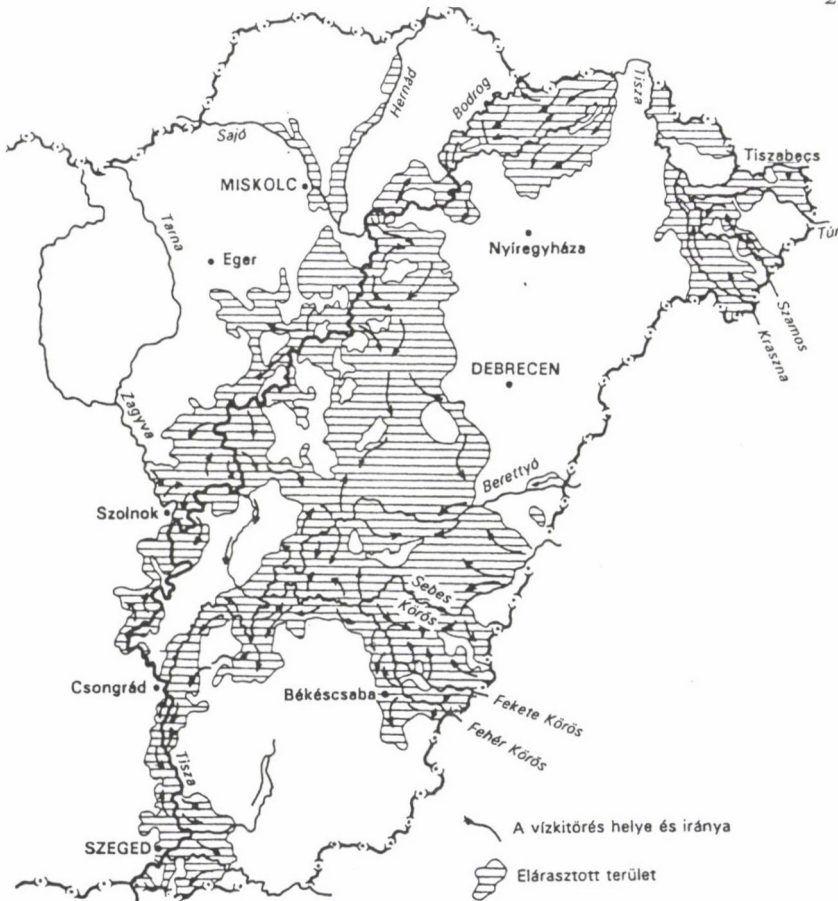 2
Hernád
Bodrog
Tisza
Sajó
Tiszabecs
MISKOLC
Túr
Tarna
Nyíregyháza
Eger
Szamos
Kraszna
DEBRECEN
Zagyva
Berettyó
Szolnok
Sebes
Körös
Csongrád
Békéscsaba
Fekete Körös
Fehér Körös
Tisza
A vízkitörés helye és iránya
SZEGED
Elárasztott terület